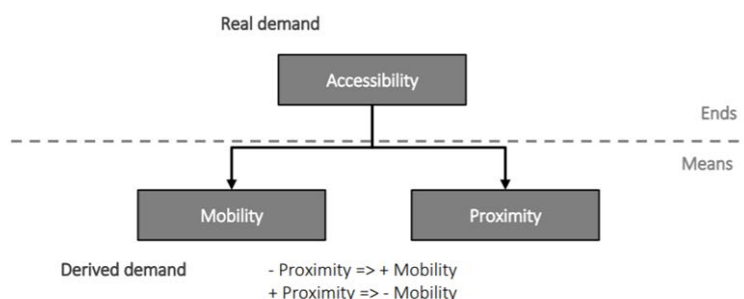 Real demand
Accessibility
Ends
Means
Mobility
Proximity
Derived demand
- Proximity => + Mobility
+ Proximity => - Mobility